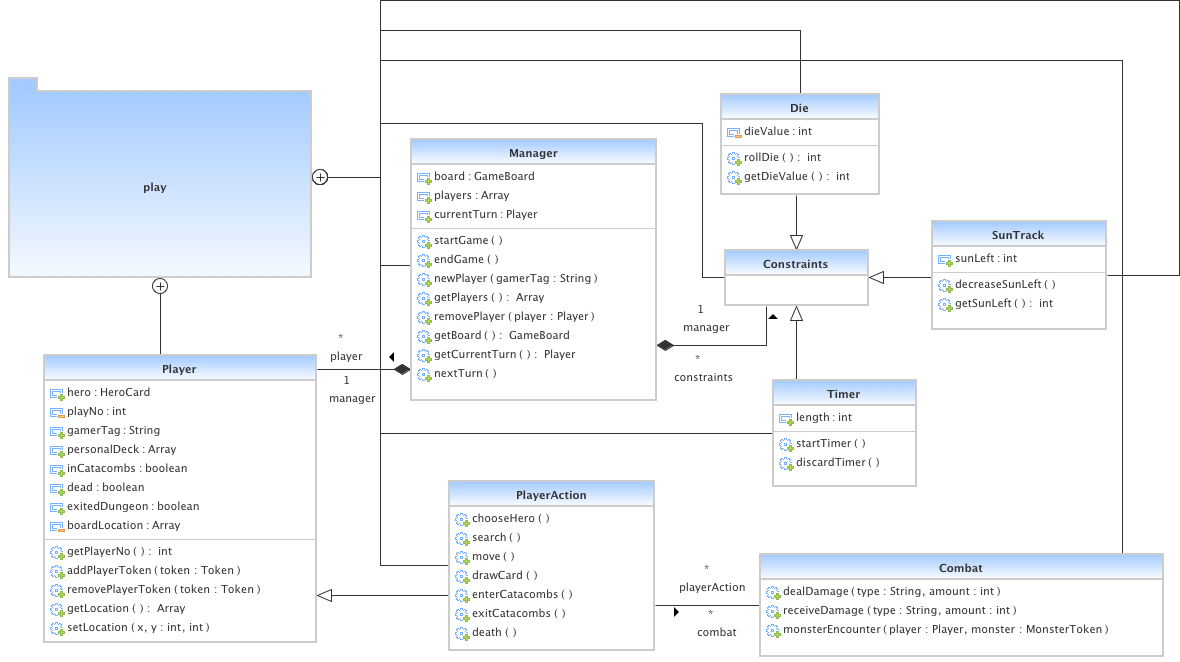 play
Manager
board : GameBoard
players : Array
currentTurn : Player
startGame ( )
endGame ( )
newPlayer ( gamerTag : String )
getPlayers ( ) : Array
removePlayer ( player : Player )
getBoard ( ) : GameBoard
getCurrentTurn ( ) : Player
nextTurn ( )
Die
dieValue : int
rollDie ( ) : int
getDieValue ( ) : int
Constraints
SunTrack
sunLeft : int
decreaseSunLeft ( )
getSunLeft ( ) : int
1
manager
*
constraints
*
player
1
manager
Player
hero : HeroCard
playNo : int
gamerTag : String
personalDeck : Array
inCatacombs : boolean
dead : boolean
exitedDungeon : boolean
boardLocation : Array
getPlayerNo ( ) : int
addPlayerToken ( token : Token )
removePlayerToken ( token : Token )
getLocation ( ) : Array
setLocation ( x, y : int, int )
Timer
length : int
startTimer ( )
discardTimer ( )
PlayerAction
chooseHero ( )
search ( )
move ( )
drawCard ( )
enterCatacombs ( )
exitCatacombs ( )
death ( )
*
playerAction
*
combat
Combat
dealDamage ( type : String, amount : int )
receiveDamage ( type : String, amount : int )
monsterEncounter ( player : Player, monster : MonsterToken )